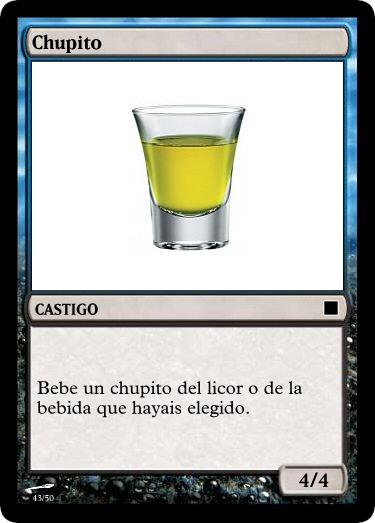 Chupito
CASTIGO
Bebe un chupito del licor o de la
bebida que hayais elegido.
4/4
43/50